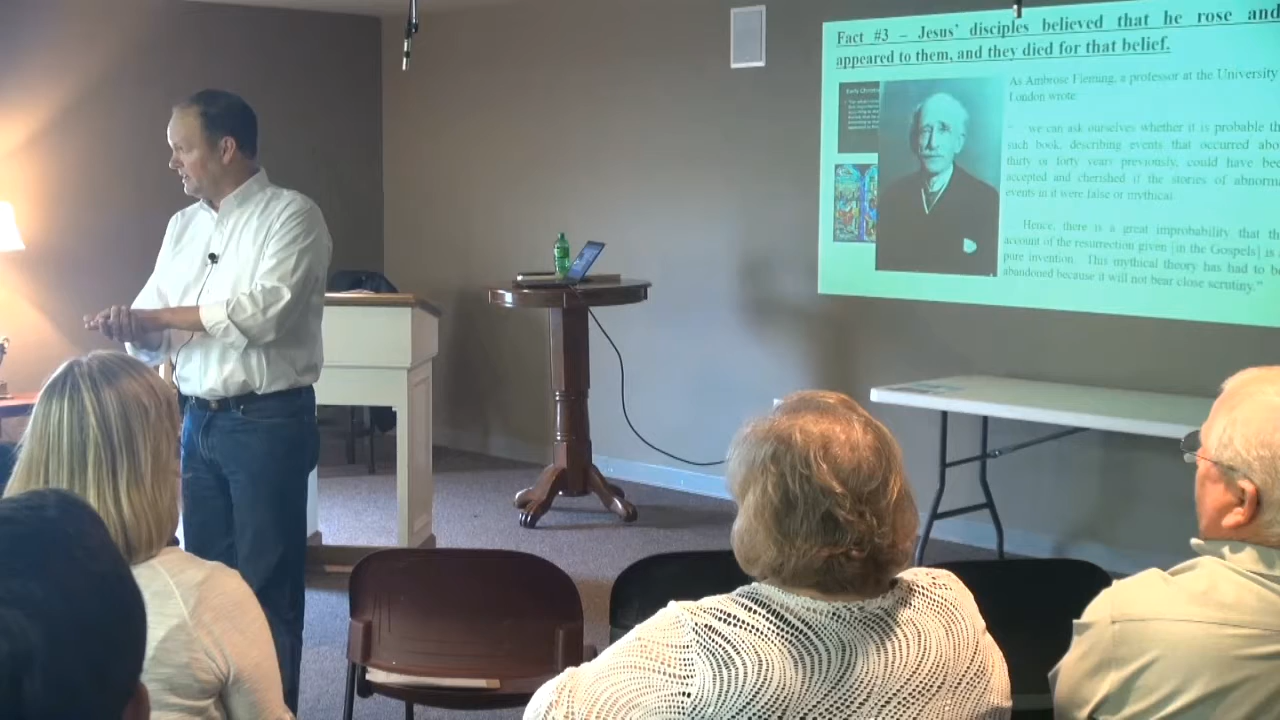 Fact #3 – Jesus' disciples believed that he rose and
appeared to them, and they died for that belief.
Early Christ
As Ambrose Fleming, a professor at the University
London wrote:
"… we can ask ourselves whether it is probable th
such book, describing events that occurred abo
thirty or forty years previously, could have bee
accepted and cherished if the stories of abnorma
events in it were false or mythical.
Hence, there is a great improbability that the
account of the resurrection given [in the Gospels] is a
pure invention. This mythical theory has had to be
abandoned because it will not bear close scrutiny."